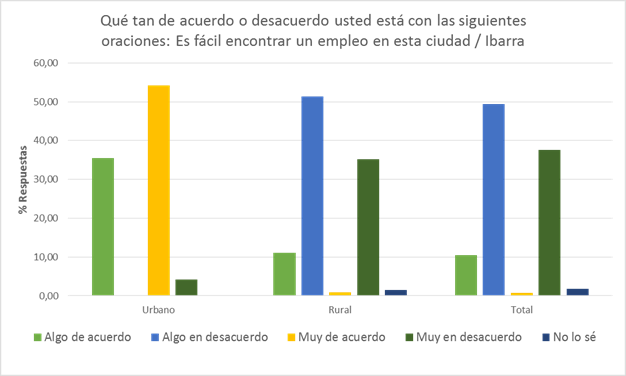 Qué tan de acuerdo o desacuerdo usted está con las siguientes
oraciones: Es fácil encontrar un empleo en esta ciudad / Ibarra
60,00
50,00
40,00
30,00
20,00
10,00
0,00
% Respuestas
Urbano Rural Total
Algo de acuerdo Algo en desacuerdo Muy de acuerdo Muy en desacuerdo No lo sé